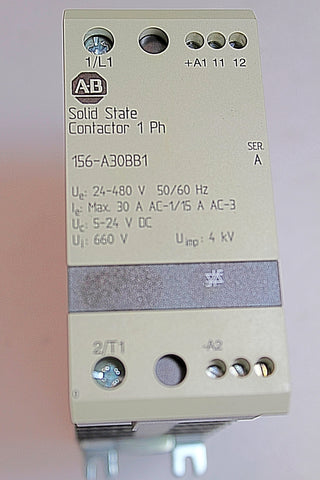 1/L1 +A1 11 12
A-B
Solid State
Contactor 1 Ph
156-A30BB1
SER.
A
Ue: 24-480 V 50/60 Hz
Ie: Max. 30 A AC-1/15 A AC-3
Uc: 5-24 V DC
Ui: 660 V Uimp: 4 kV
2/T1 -A2